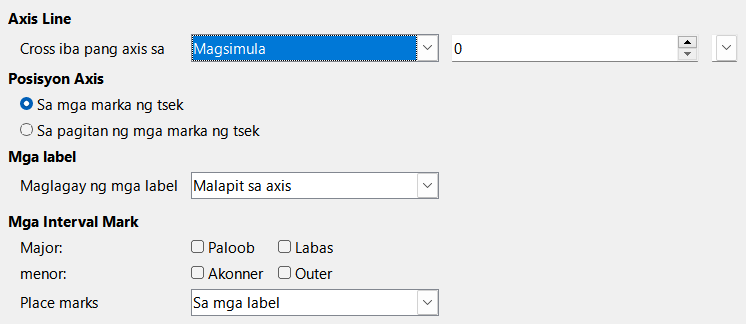 Axis Line
Cross iba pang axis sa Magsimula 0
Posisyon Axis
Sa mga marka ng tsek
Sa pagitan ng mga marka ng tsek
Mga label
Maglagay ng mga label Malapit sa axis
Mga Interval Mark
Major: Paloob Labas
menor: Akonner Outer
Place marks Sa mga label